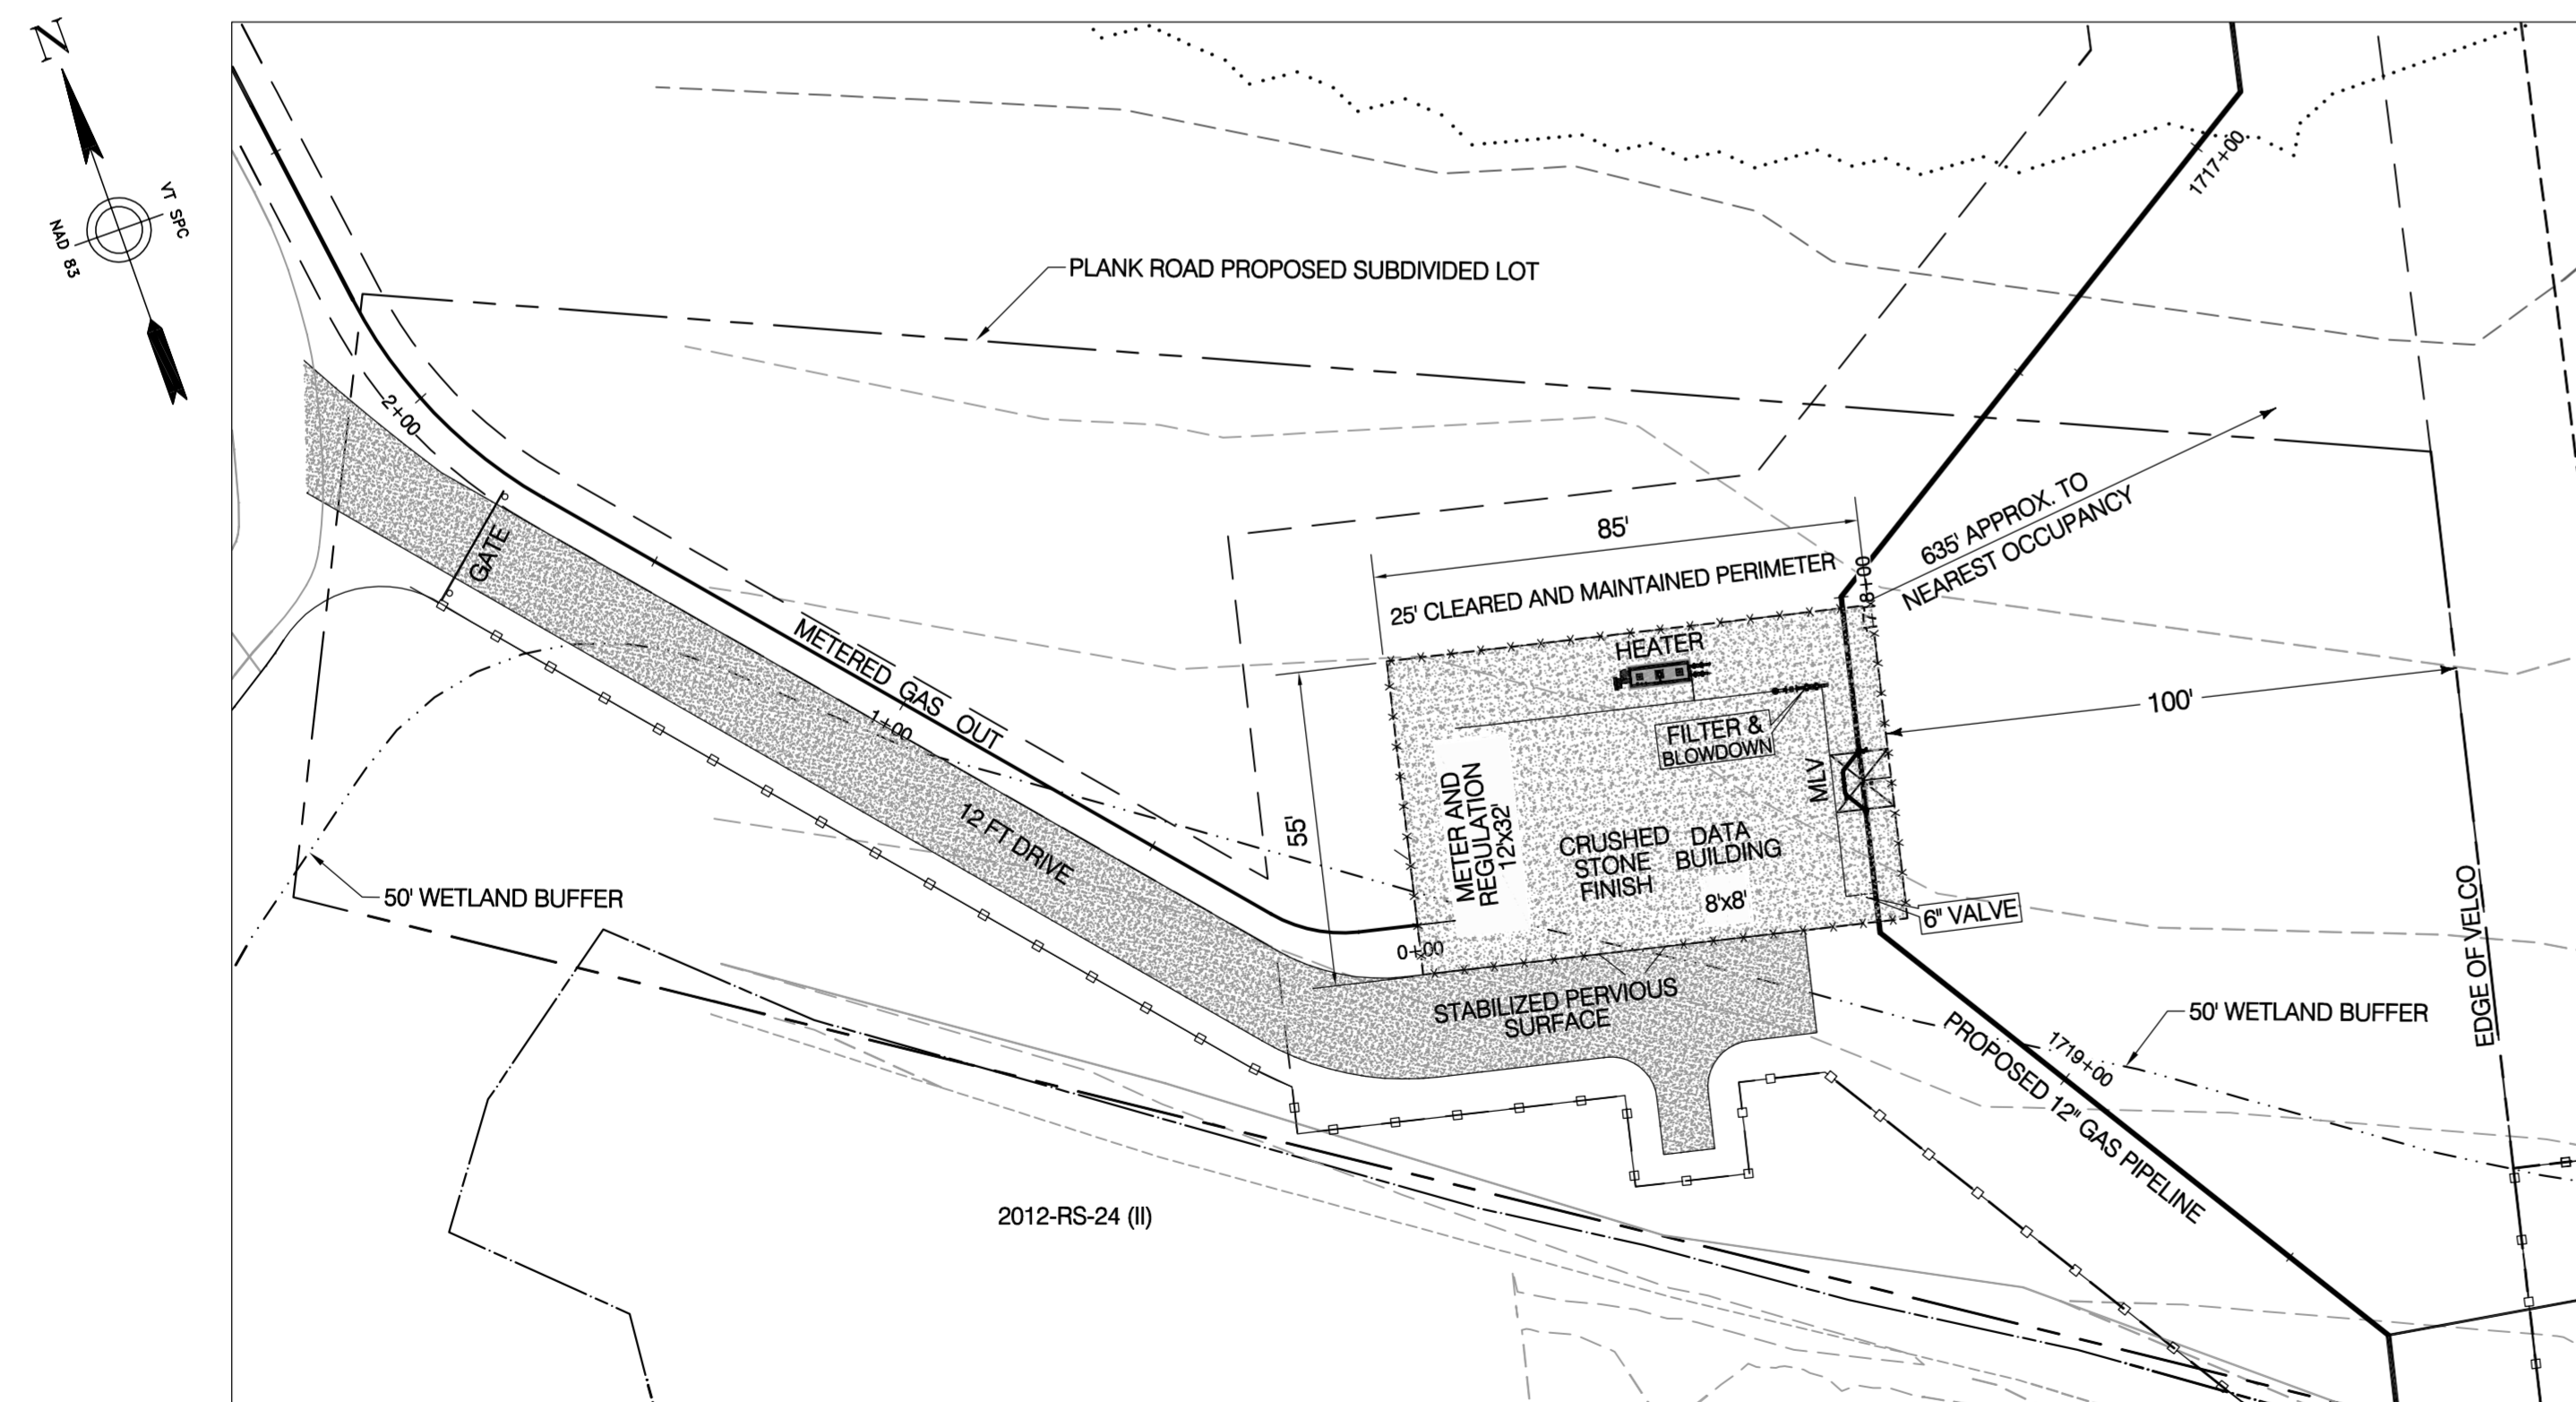 N
VT SPC
NAD 83
1717+00
PLANK ROAD PROPOSED SUBDIVIDED LOT
2+00
GATE
635' APPROX. TO
NEAREST OCCUPANCY
85'
25' CLEARED AND MAINTAINED PERIMETER
1718+00
HEATER
METERED GAS OUT
1+00
100'
FILTER &
BLOWDOWN
MLV
METER AND
REGULATION
12'x32'
55'
12 FT DRIVE
CRUSHED
STONE
FINISH
DATA
BUILDING
8'x8'
50' WETLAND BUFFER
6" VALVE
0+00
EDGE OF VELCO
STABILIZED PERVIOUS
SURFACE
50' WETLAND BUFFER
1719+00
PROPOSED 12" GAS PIPELINE
2012-RS-24 (II)